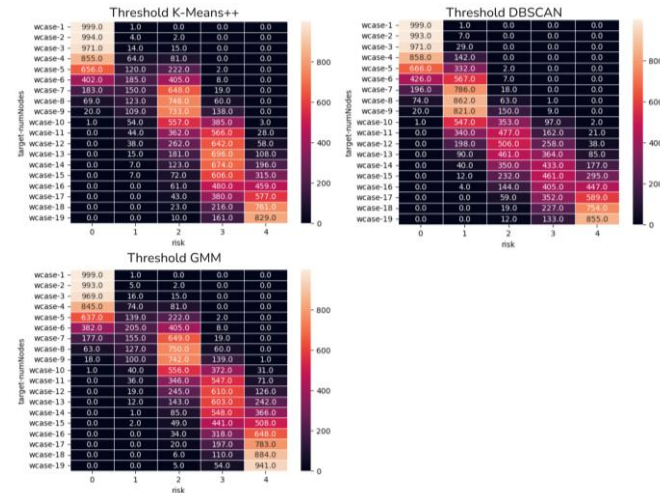 Threshold K-Means++
wcase-1 999.0 1.0 0.0 0.0 0.0
wcase-2 994.0 4.0 2.0 0.0 0.0
wcase-3 971.0 14.0 15.0 0.0 0.0
wcase-4 855.0 64.0 81.0 0.0 0.0
wcase-5 656.0 120.0 222.0 2.0 0.0
wcase-6 402.0 185.0 405.0 8.0 0.0
wcase-7 183.0 150.0 648.0 19.0 0.0
wcase-8 69.0 123.0 748.0 60.0 0.0
wcase-9 20.0 109.0 733.0 138.0 0.0
wcase-10 1.0 54.0 557.0 385.0 3.0
wcase-11 0.0 44.0 362.0 566.0 28.0
wcase-12 0.0 38.0 262.0 642.0 58.0
wcase-13 0.0 15.0 181.0 696.0 108.0
wcase-14 0.0 7.0 123.0 674.0 196.0
wcase-15 0.0 7.0 72.0 606.0 315.0
wcase-16 0.0 0.0 61.0 480.0 459.0
wcase-17 0.0 0.0 43.0 380.0 577.0
wcase-18 0.0 0.0 23.0 216.0 761.0
wcase-19 0.0 0.0 10.0 161.0 829.0
0 1 2 3 4
risk
target-numNodes
800
600
400
200
0
Threshold DBSCAN
wcase-1 999.0 1.0 0.0 0.0 0.0
wcase-2 993.0 7.0 0.0 0.0 0.0
wcase-3 971.0 29.0 0.0 0.0 0.0
wcase-4 858.0 142.0 0.0 0.0 0.0
wcase-5 666.0 332.0 2.0 0.0 0.0
wcase-6 426.0 567.0 7.0 0.0 0.0
wcase-7 196.0 786.0 18.0 0.0 0.0
wcase-8 74.0 862.0 63.0 1.0 0.0
wcase-9 20.0 821.0 150.0 9.0 0.0
wcase-10 1.0 547.0 353.0 97.0 2.0
wcase-11 0.0 340.0 477.0 162.0 21.0
wcase-12 0.0 198.0 506.0 258.0 38.0
wcase-13 0.0 90.0 461.0 364.0 85.0
wcase-14 0.0 40.0 350.0 433.0 177.0
wcase-15 0.0 12.0 232.0 461.0 295.0
wcase-16 0.0 4.0 144.0 405.0 447.0
wcase-17 0.0 0.0 59.0 352.0 589.0
wcase-18 0.0 0.0 19.0 227.0 754.0
wcase-19 0.0 0.0 12.0 133.0 855.0
0 1 2 3 4
risk
target-numNodes
800
600
400
200
0
Threshold GMM
wcase-1 999.0 1.0 0.0 0.0 0.0
wcase-2 993.0 5.0 2.0 0.0 0.0
wcase-3 969.0 16.0 15.0 0.0 0.0
wcase-4 845.0 74.0 81.0 0.0 0.0
wcase-5 637.0 139.0 222.0 2.0 0.0
wcase-6 382.0 205.0 405.0 8.0 0.0
wcase-7 177.0 155.0 649.0 19.0 0.0
wcase-8 63.0 127.0 750.0 60.0 0.0
wcase-9 18.0 100.0 742.0 139.0 1.0
wcase-10 1.0 40.0 556.0 372.0 31.0
wcase-11 0.0 36.0 346.0 547.0 71.0
wcase-12 0.0 19.0 245.0 610.0 126.0
wcase-13 0.0 12.0 143.0 603.0 242.0
wcase-14 0.0 1.0 85.0 548.0 366.0
wcase-15 0.0 2.0 49.0 441.0 508.0
wcase-16 0.0 0.0 34.0 318.0 648.0
wcase-17 0.0 0.0 20.0 197.0 783.0
wcase-18 0.0 0.0 6.0 110.0 884.0
wcase-19 0.0 0.0 5.0 54.0 941.0
0 1 2 3 4
risk
target-numNodes
800
600
400
200
0